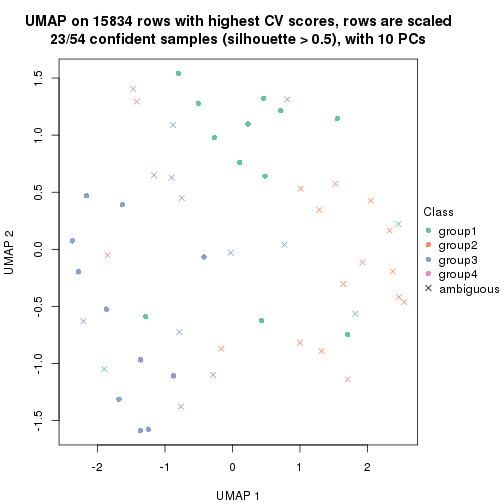 UMAP on 15834 rows with highest CV scores, rows are scaled
23/54 confident samples (silhouette > 0.5), with 10 PCs
1.5
1.0
0.5
0.0
-0.5
-1.0
-1.5
UMAP 2
-2
-1
0
1
2
UMAP 1
Class
group1
group2
group3
group4
ambiguous